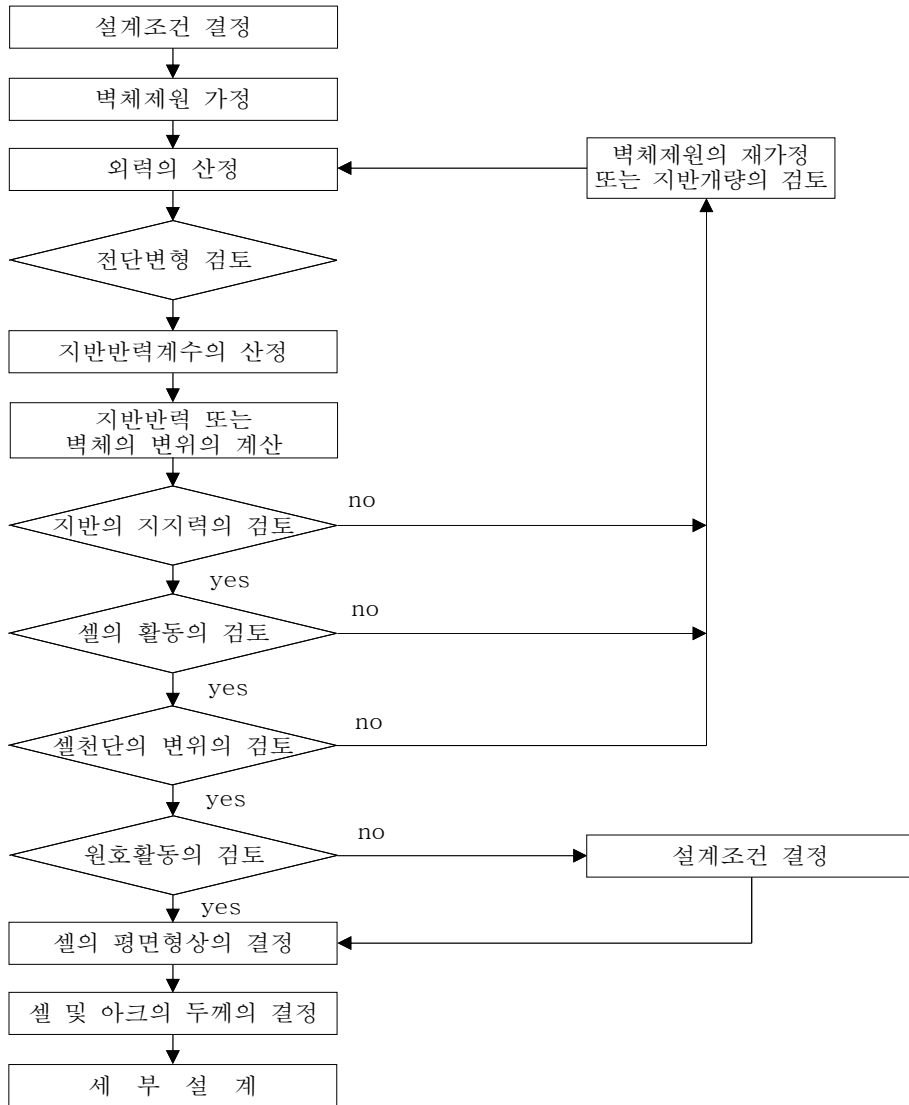 설계조건 결정
벽체제원 가정
외력의 산정
벽체제원의 재가정
또는 지반개량의 검토
전단변형 검토
지반반력계수의 산정
지반반력 또는
벽체의 변위의 계산
지반의 지지력의 검토
no
yes
셀의 활동의 검토
no
yes
셀천단의 변위의 검토
no
yes
원호활동의 검토
no
설계조건 결정
yes
셀의 평면형상의 결정
셀 및 아크의 두께의 결정
세 부 설 계